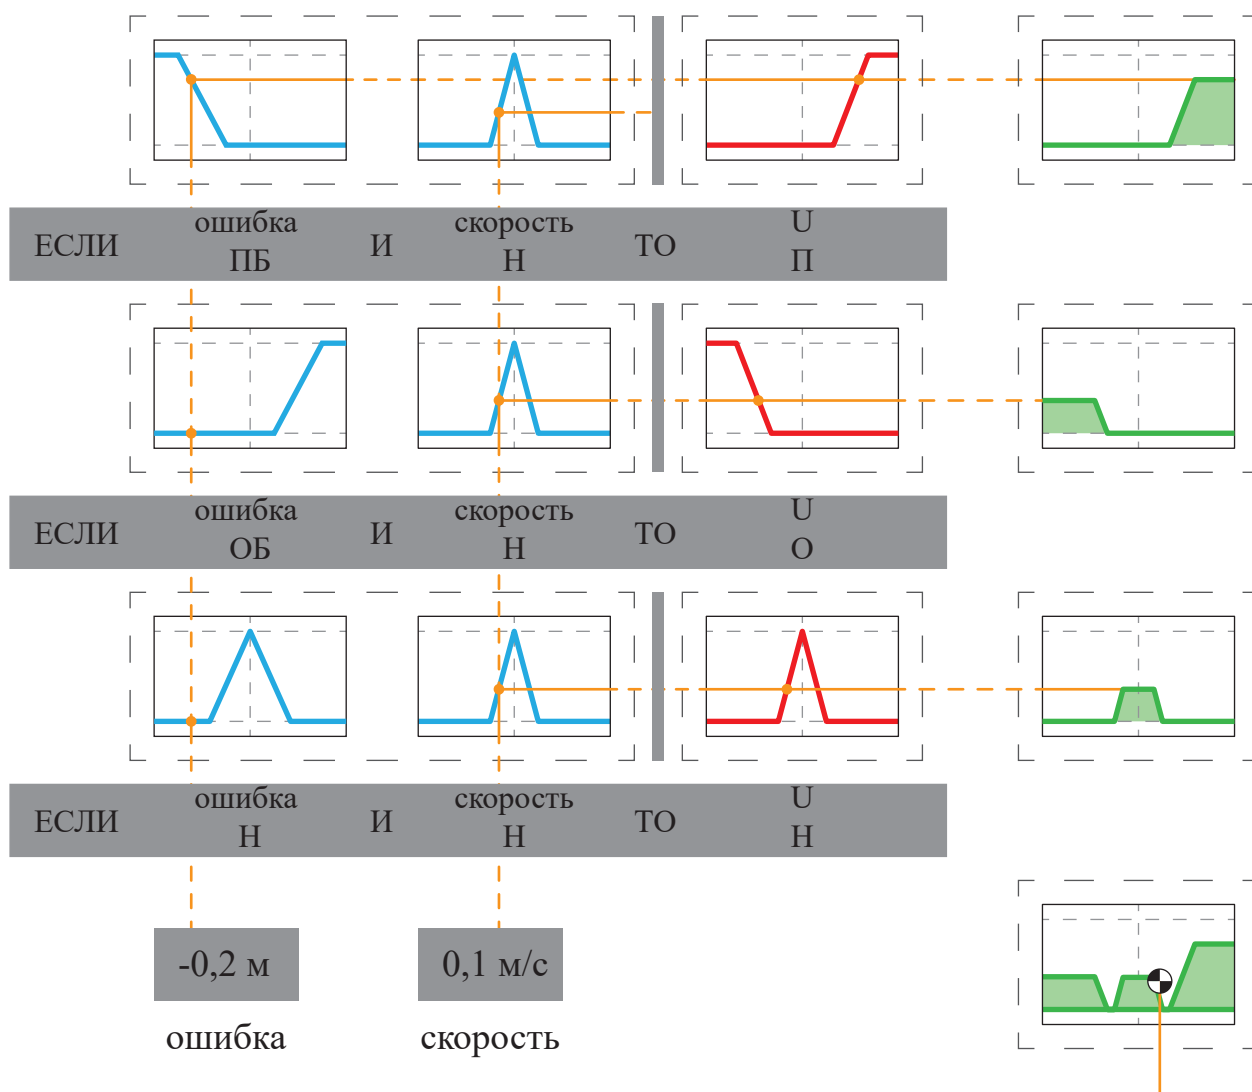 ошибка скорость U
ЕСЛИ ПБ И Н ТО П
ошибка скорость U
ЕСЛИ ОБ И Н ТО О
ошибка скорость U
ЕСЛИ Н И Н ТО Н
-0,2 м 0,1 м/с
ошибка скорость